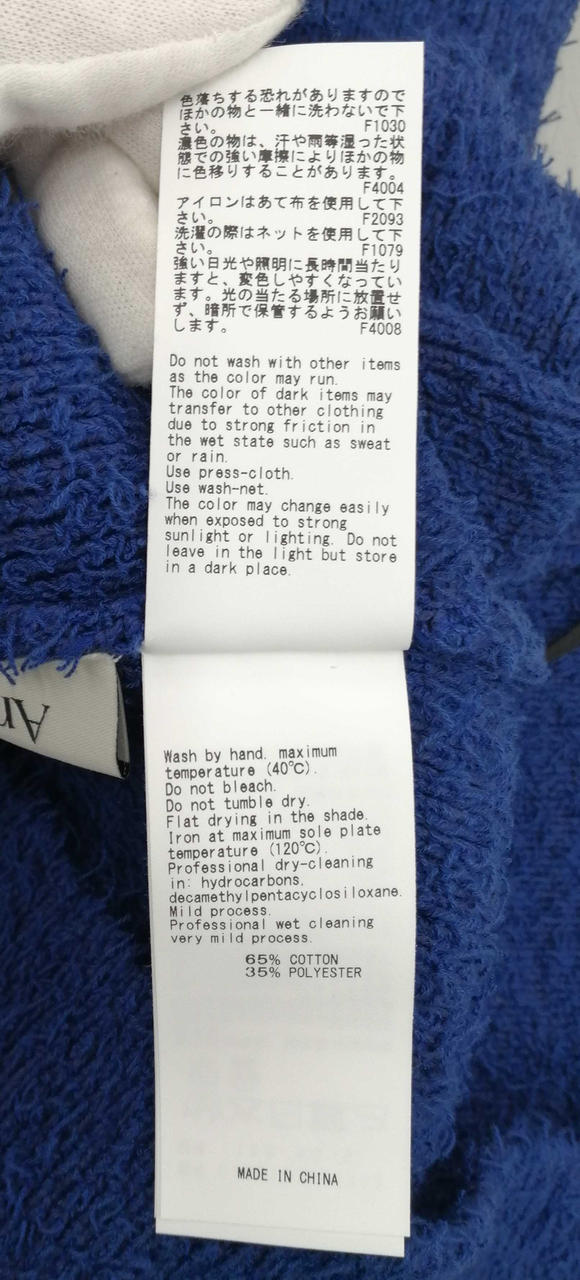 色落ちする恐れがありますので
ほかの物と一緒に洗わないで下
さい。 F1030
濃色の物は、汗や雨等湿った状
態での強い摩擦によりほかの物
に色移りすることがあります。
F4004
アイロンはあて布を使用して下
さい。 F2093
洗濯の際はネットを使用して下
さい。 F1079
強い日光や照明に長時間当たり
ますと、変色しやすくなってい
ます。光の当たる場所に放置せ
ず、暗所で保管するようお願い
します。 F4008
Do not wash with other items
as the color may run.
The color of dark items may
transfer to other clothing
due to strong friction in
the wet state such as sweat
or rain.
Use press-cloth.
Use wash-net.
The color may change easily
when exposed to strong
sunlight or lighting. Do not
leave in the light but store
in a dark place.
Wash by hand. maximum
temperature (40℃).
Do not bleach.
Do not tumble dry.
Flat drying in the shade.
Iron at maximum sole plate
temperature (120℃).
Professional dry-cleaning
in: hydrocarbons,
decamethylpentacyclosiloxane.
Mild process.
Professional wet cleaning
very mild process.
65% COTTON
35% POLYESTER
MADE IN CHINA